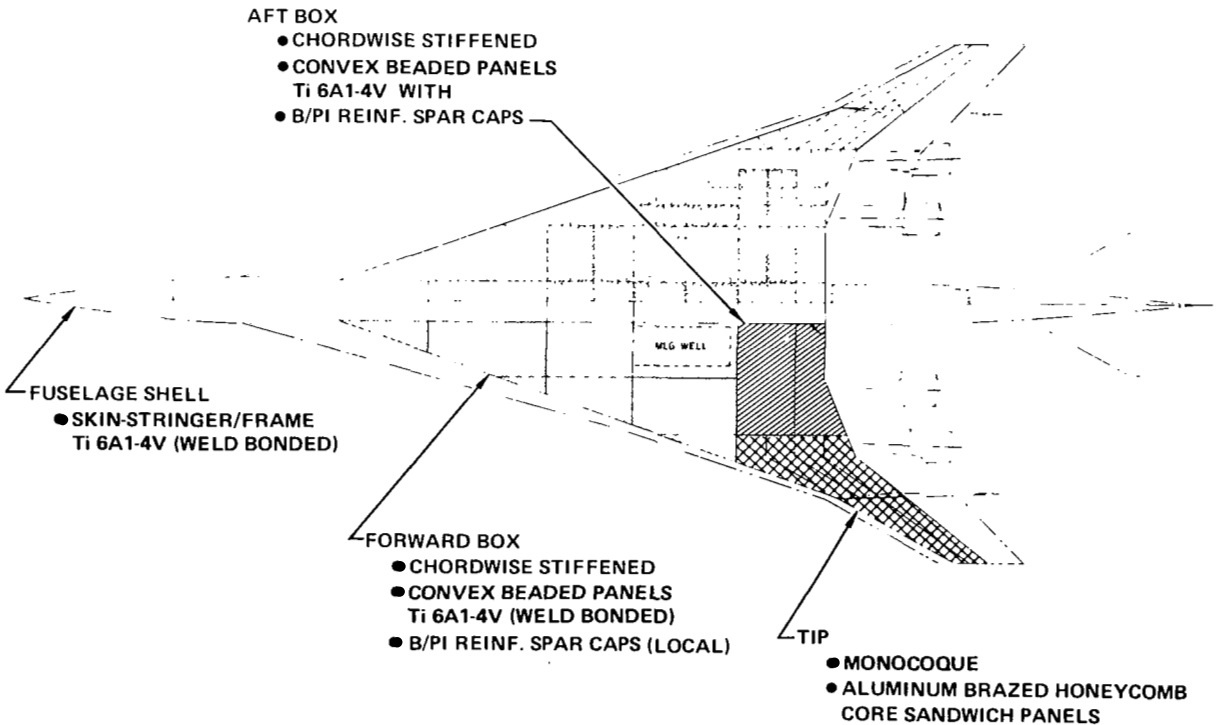 AFT BOX
● CHORDWISE STIFFENED
● CONVEX BEADED PANELS
Ti 6A1-4V WITH
● B/PI REINF. SPAR CAPS
MLG WELL
FUSELAGE SHELL
● SKIN-STRINGER/FRAME
Ti 6A1-4V (WELD BONDED)
FORWARD BOX
● CHORDWISE STIFFENED
● CONVEX BEADED PANELS
Ti 6A1-4V (WELD BONDED)
● B/PI REINF. SPAR CAPS (LOCAL)
TIP
● MONOCOQUE
● ALUMINUM BRAZED HONEYCOMB
CORE SANDWICH PANELS